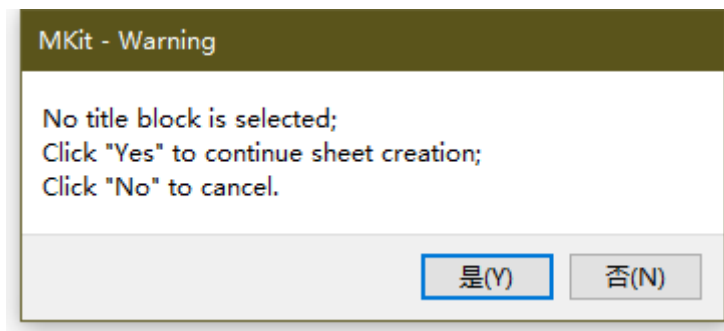 MKit - Warning
No title block is selected;
Click "Yes" to continue sheet creation;
Click "No" to cancel.
是(Y) 否(N)